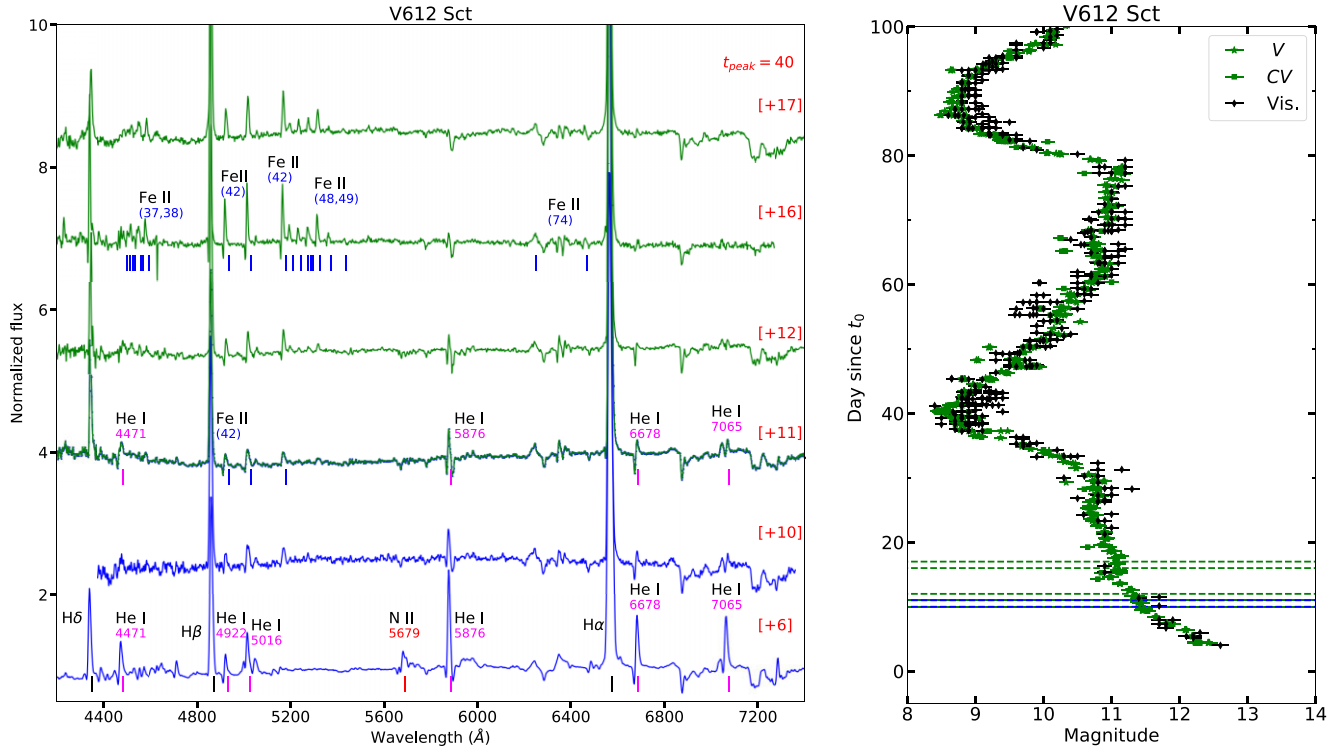 V612 Sct
10
8
6
4
2
Normalized flux
t_peak = 40
[+17]
Fe II
(37,38)
FeII
(42)
Fe II
(42)
Fe II
(48,49)
Fe II
(74)
[+16]
[+12]
He I
4471
Fe II
(42)
He I
5876
He I
6678
He I
7065
[+11]
[+10]
Hδ
He I
4471
Hβ
He I
4922
He I
5016
N II
5679
He I
5876
Hα
He I
6678
He I
7065
[+6]
4400 4800 5200 5600 6000 6400 6800 7200
Wavelength (Å)
V612 Sct
V
CV
Vis.
100
80
60
40
20
0
Day since t₀
8 9 10 11 12 13 14
Magnitude